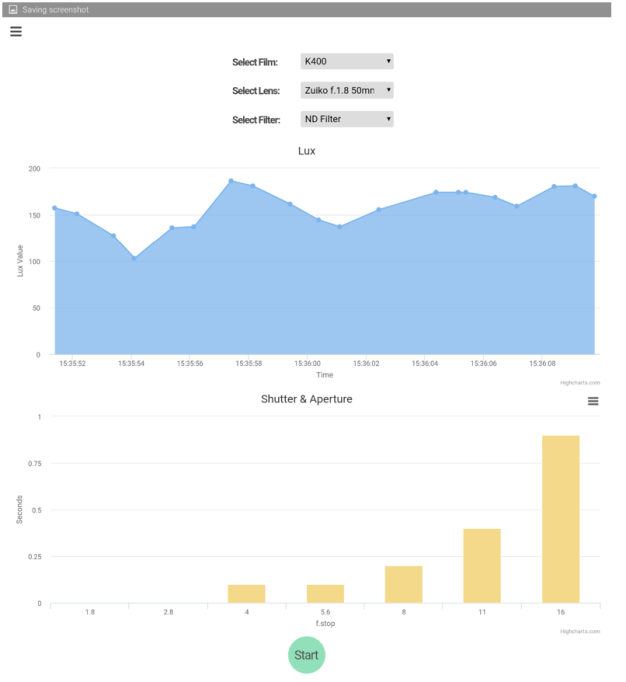 Saving screenshot
Select Film: K400
Select Lens: Zuiko f.1.8 50mm
Select Filter: ND Filter
Lux
200
150
100
50
0
Lux Value
15:35:52 15:35:54 15:35:56 15:35:58 15:36:00 15:36:02 15:36:04 15:36:06 15:36:08
Time
Highcharts.com
Shutter & Aperture
1
0.75
0.5
0.25
0
Seconds
1.8 2.8 4 5.6 8 11 16
f.stop
Highcharts.com
Start